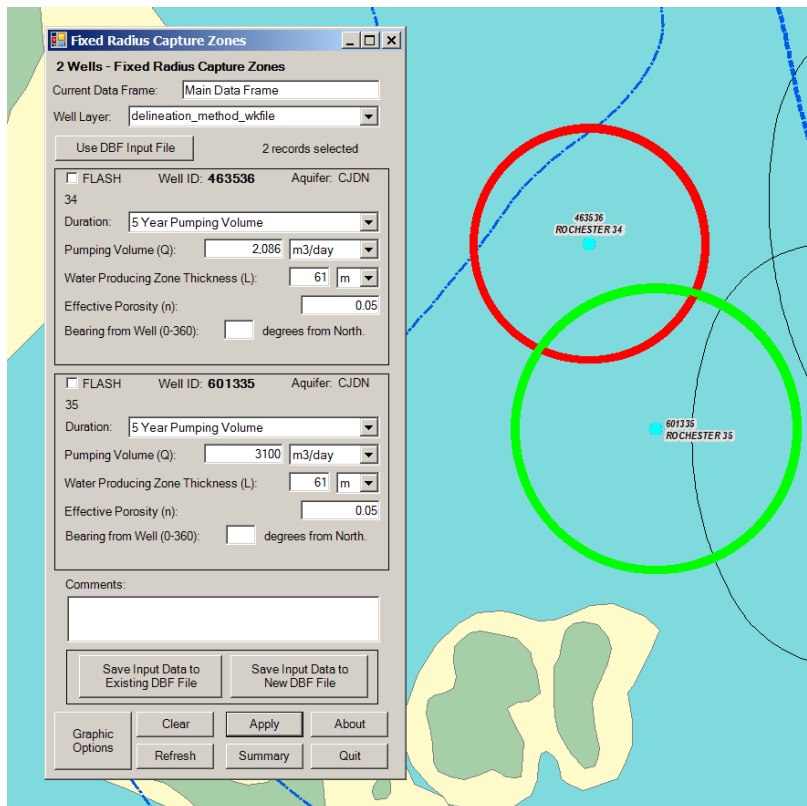 Fixed Radius Capture Zones
2 Wells - Fixed Radius Capture Zones
Current Data Frame: Main Data Frame
Well Layer: delineation_method_wkfile
Use DBF Input File 2 records selected
FLASH Well ID: 463536 Aquifer: CJDN
34
Duration: 5 Year Pumping Volume
Pumping Volume (Q): 2,086 m3/day
Water Producing Zone Thickness (L): 61 m
Effective Porosity (n): 0.05
Bearing from Well (0-360): degrees from North.
FLASH Well ID: 601335 Aquifer: CJDN
35
Duration: 5 Year Pumping Volume
Pumping Volume (Q): 3100 m3/day
Water Producing Zone Thickness (L): 61 m
Effective Porosity (n): 0.05
Bearing from Well (0-360): degrees from North.
Comments:
Save Input Data to
Existing DBF File
Save Input Data to
New DBF File
Graphic
Options
Clear Apply About
Refresh Summary Quit
463536
ROCHESTER 34
601335
ROCHESTER 35